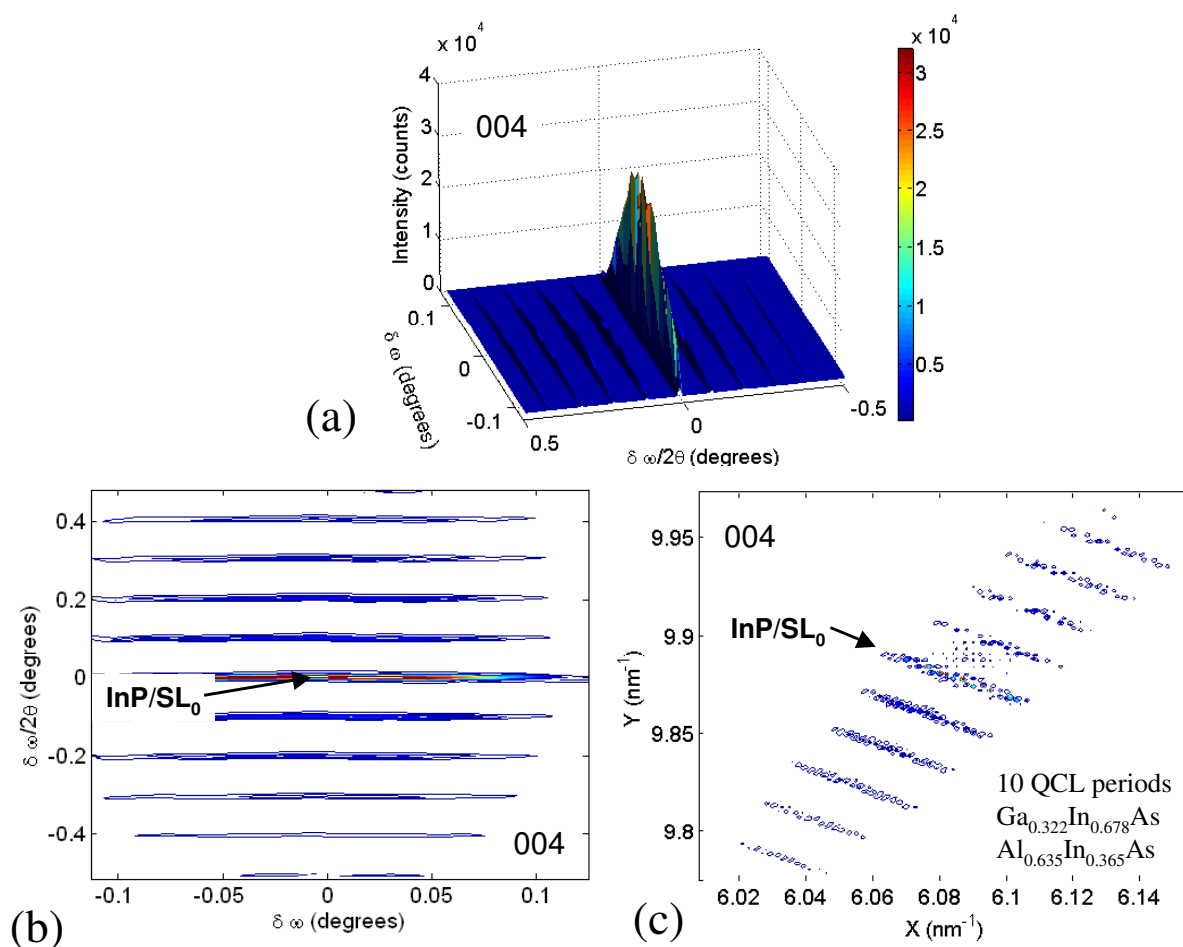 x 10⁴
4
3
2
1
0
Intensity (counts)
004
0.1
0
-0.1
δ ω (degrees)
0.5
0
-0.5
δ ω/2θ (degrees)
x 10⁴
3
2.5
2
1.5
1
0.5
(a)
0.4
0.2
0
-0.2
-0.4
δ ω/2θ (degrees)
InP/SL₀
004
-0.1
-0.05
0
0.05
0.1
δ ω (degrees)
(b)
9.95
9.9
9.85
9.8
Y (nm⁻¹)
004
InP/SL₀
10 QCL periods
Ga₀.₃₂₂In₀.₆₇₈As
Al₀.₆₃₅In₀.₃₆₅As
6.02
6.04
6.06
6.08
6.1
6.12
6.14
X (nm⁻¹)
(c)